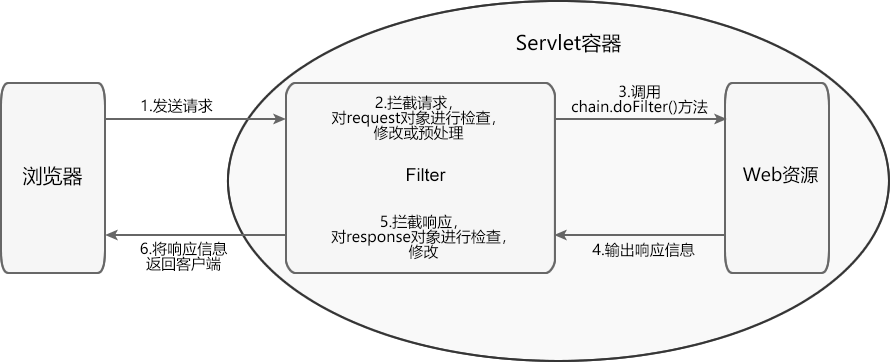 Servlet容器
浏览器
1.发送请求
2.拦截请求，
对request对象进行检查，
修改或预处理
Filter
3.调用
chain.doFilter()方法
Web资源
4.输出响应信息
5.拦截响应，
对response对象进行检查，
修改
6.将响应信息
返回客户端